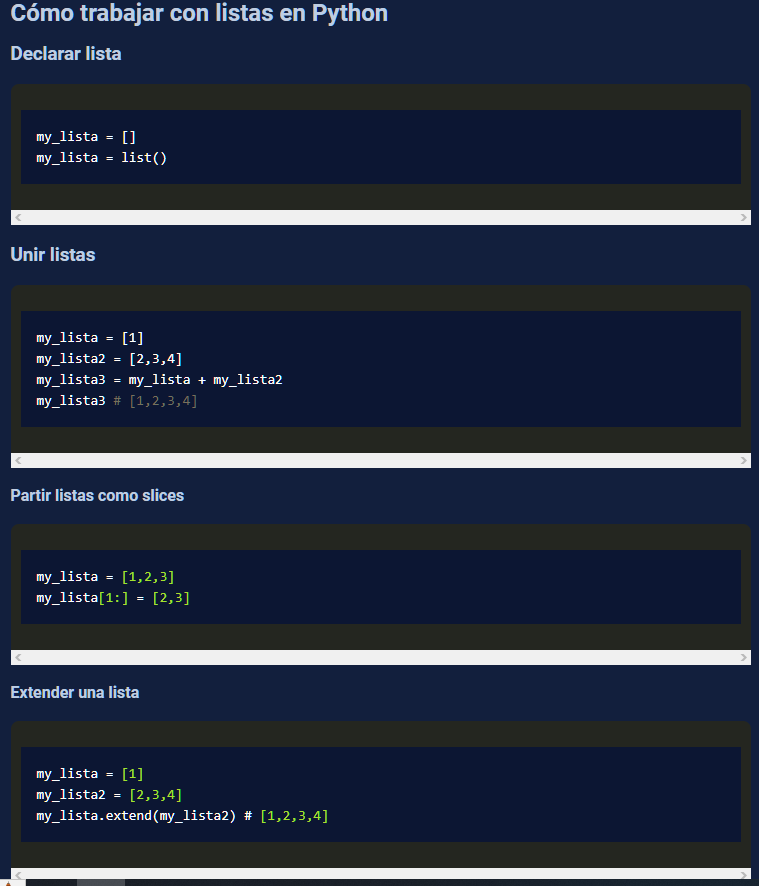 Cómo trabajar con listas en Python
Declarar lista
my_lista = []
my_lista = list()
Unir listas
my_lista = [1]
my_lista2 = [2,3,4]
my_lista3 = my_lista + my_lista2
my_lista3 # [1,2,3,4]
Partir listas como slices
my_lista = [1,2,3]
my_lista[1:] = [2,3]
Extender una lista
my_lista = [1]
my_lista2 = [2,3,4]
my_lista.extend(my_lista2) # [1,2,3,4]